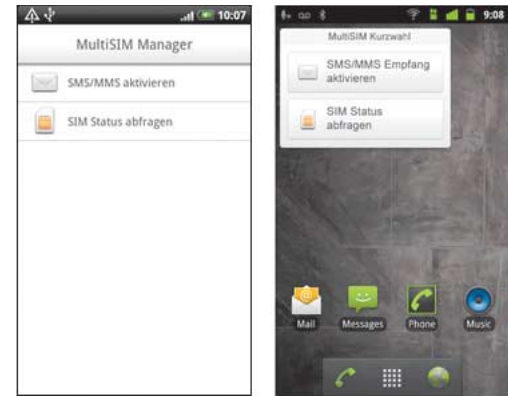 10:07
MultiSIM Manager
SMS/MMS aktivieren
SIM Status abfragen
9:08
MultiSIM Kurzwahl
SMS/MMS Empfang
aktivieren
SIM Status
abfragen
Mail
Messages
Phone
Music